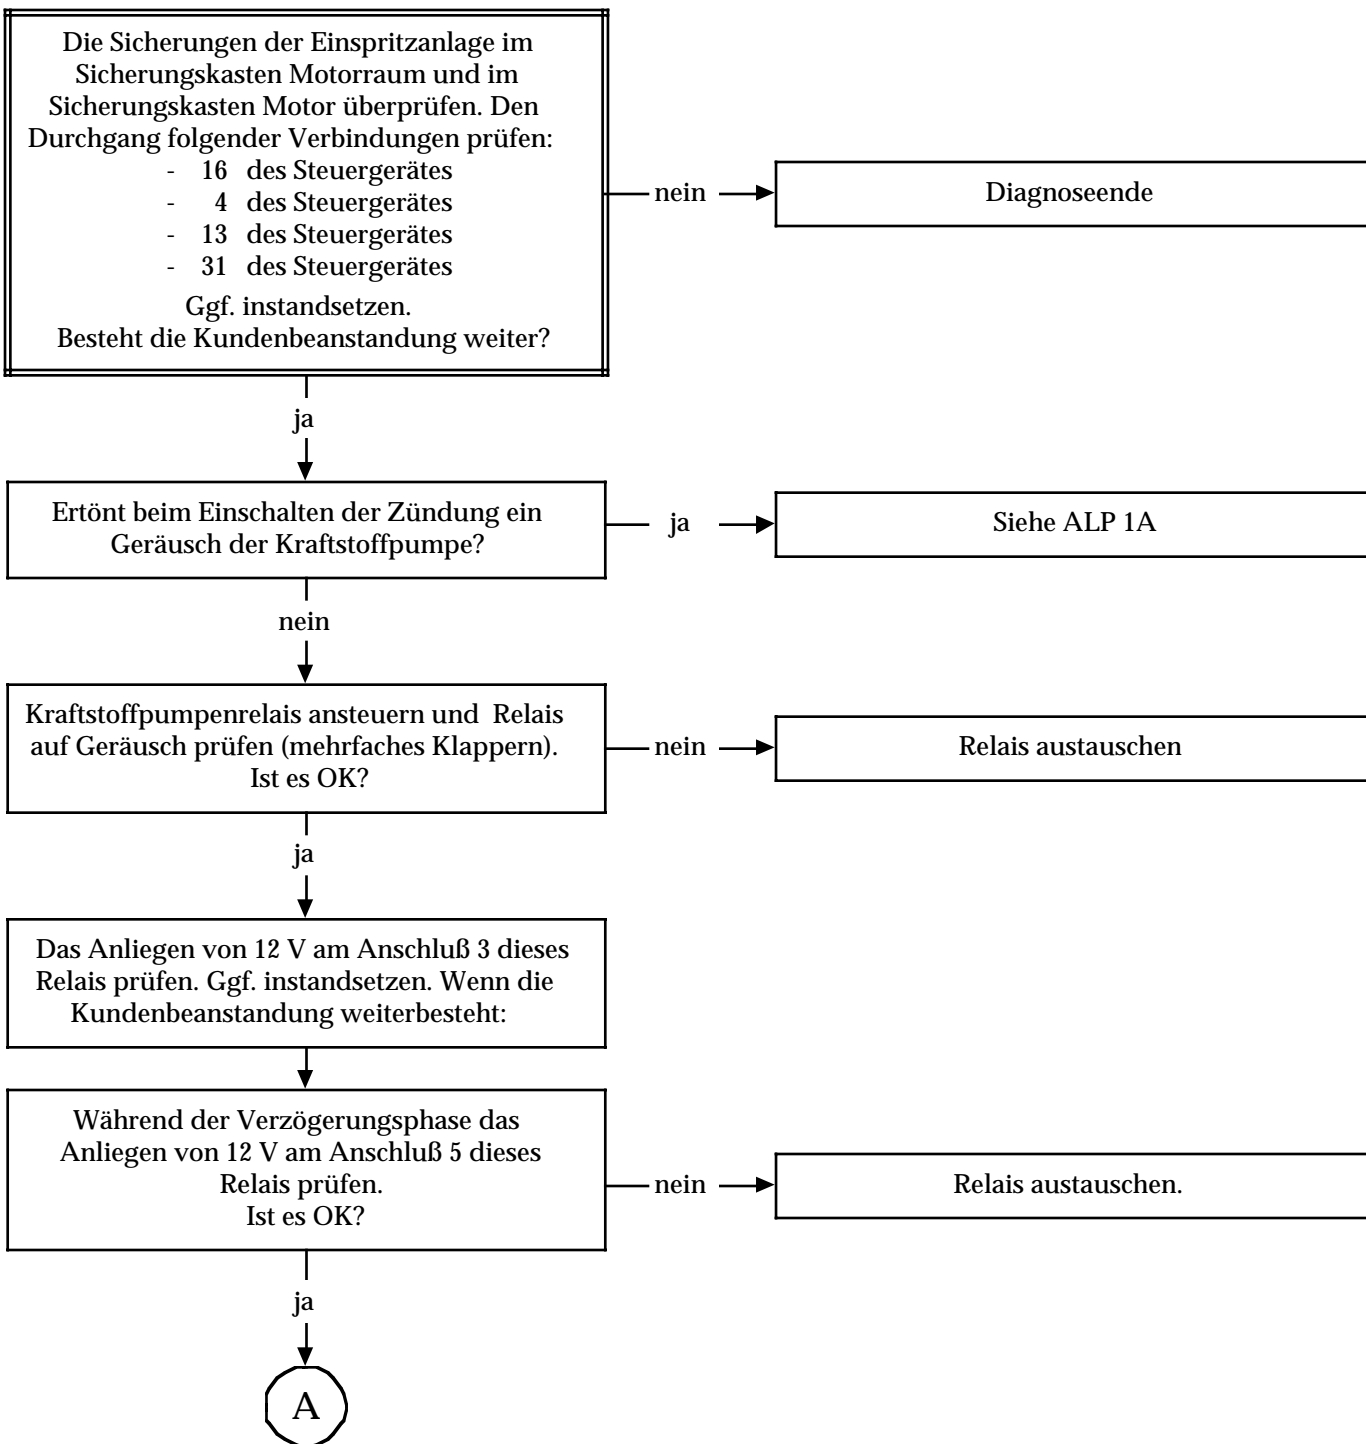 Die Sicherungen der Einspritzanlage im
Sicherungskasten Motorraum und im
Sicherungskasten Motor überprüfen. Den
Durchgang folgender Verbindungen prüfen:
- 16 des Steuergerätes
- 4 des Steuergerätes
- 13 des Steuergerätes
- 31 des Steuergerätes
Ggf. instandsetzen.
Besteht die Kundenbeanstandung weiter?
nein
Diagnoseende
ja
Ertönt beim Einschalten der Zündung ein
Geräusch der Kraftstoffpumpe?
ja
Siehe ALP 1A
nein
Kraftstoffpumpenrelais ansteuern und Relais
auf Geräusch prüfen (mehrfaches Klappern).
Ist es OK?
nein
Relais austauschen
ja
Das Anliegen von 12 V am Anschluß 3 dieses
Relais prüfen. Ggf. instandsetzen. Wenn die
Kundenbeanstandung weiterbesteht:
Während der Verzögerungsphase das
Anliegen von 12 V am Anschluß 5 dieses
Relais prüfen.
Ist es OK?
nein
Relais austauschen.
ja
A